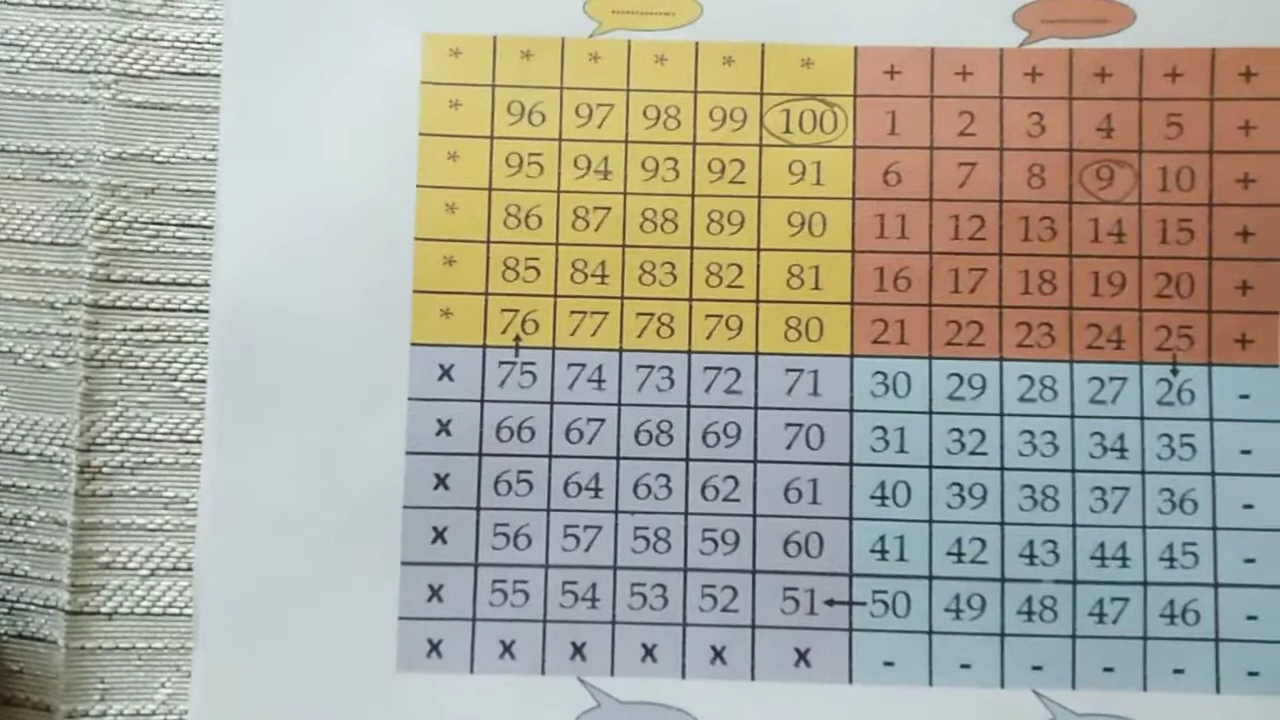 * * * * * * + + + + + +
* 96 97 98 99 100 1 2 3 4 5 +
* 95 94 93 92 91 6 7 8 9 10 +
* 86 87 88 89 90 11 12 13 14 15 +
* 85 84 83 82 81 16 17 18 19 20 +
* 76 77 78 79 80 21 22 23 24 25 +
x 75 74 73 72 71 30 29 28 27 26 -
x 66 67 68 69 70 31 32 33 34 35 -
x 65 64 63 62 61 40 39 38 37 36 -
x 56 57 58 59 60 41 42 43 44 45 -
x 55 54 53 52 51 50 49 48 47 46 -
x x x x x x - - - - - -